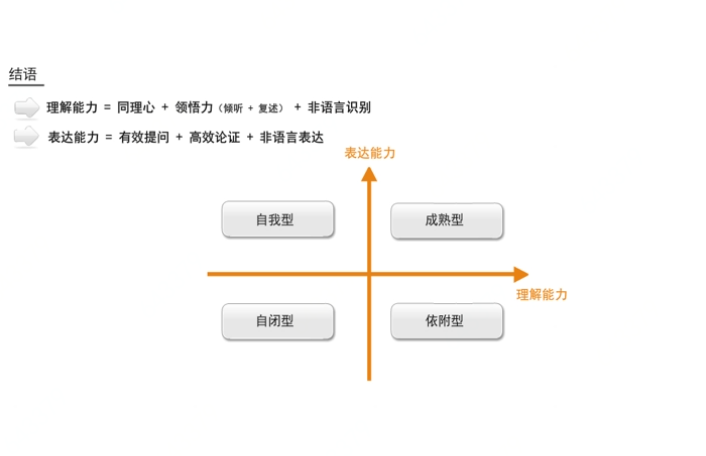 结语
理解能力 = 同理心 + 领悟力（倾听 + 复述） + 非语言识别
表达能力 = 有效提问 + 高效论证 + 非语言表达
表达能力
自我型
成熟型
理解能力
自闭型
依附型